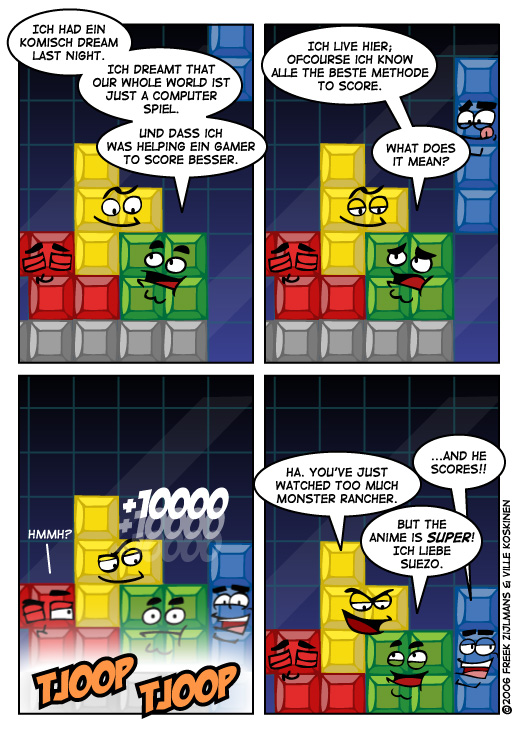 ICH HAD EIN
KOMISCH DREAM
LAST NIGHT.
ICH DREAMT THAT
OUR WHOLE WORLD IST
JUST A COMPUTER
SPIEL.
UND DASS ICH
WAS HELPING EIN GAMER
TO SCORE BESSER.
ICH LIVE HIER;
OFCOURSE ICH KNOW
ALLE THE BESTE METHODE
TO SCORE.
WHAT DOES
IT MEAN?
+10000
+10000
+10000
HMMH?
TJOOP
TJOOP
HA. YOU'VE JUST
WATCHED TOO MUCH
MONSTER RANCHER.
...AND HE
SCORES!!
BUT THE
ANIME IS SUPER!
ICH LIEBE
SUEZO.
©2006 FREEK ZIJLMANS & VILLE KOSKINEN